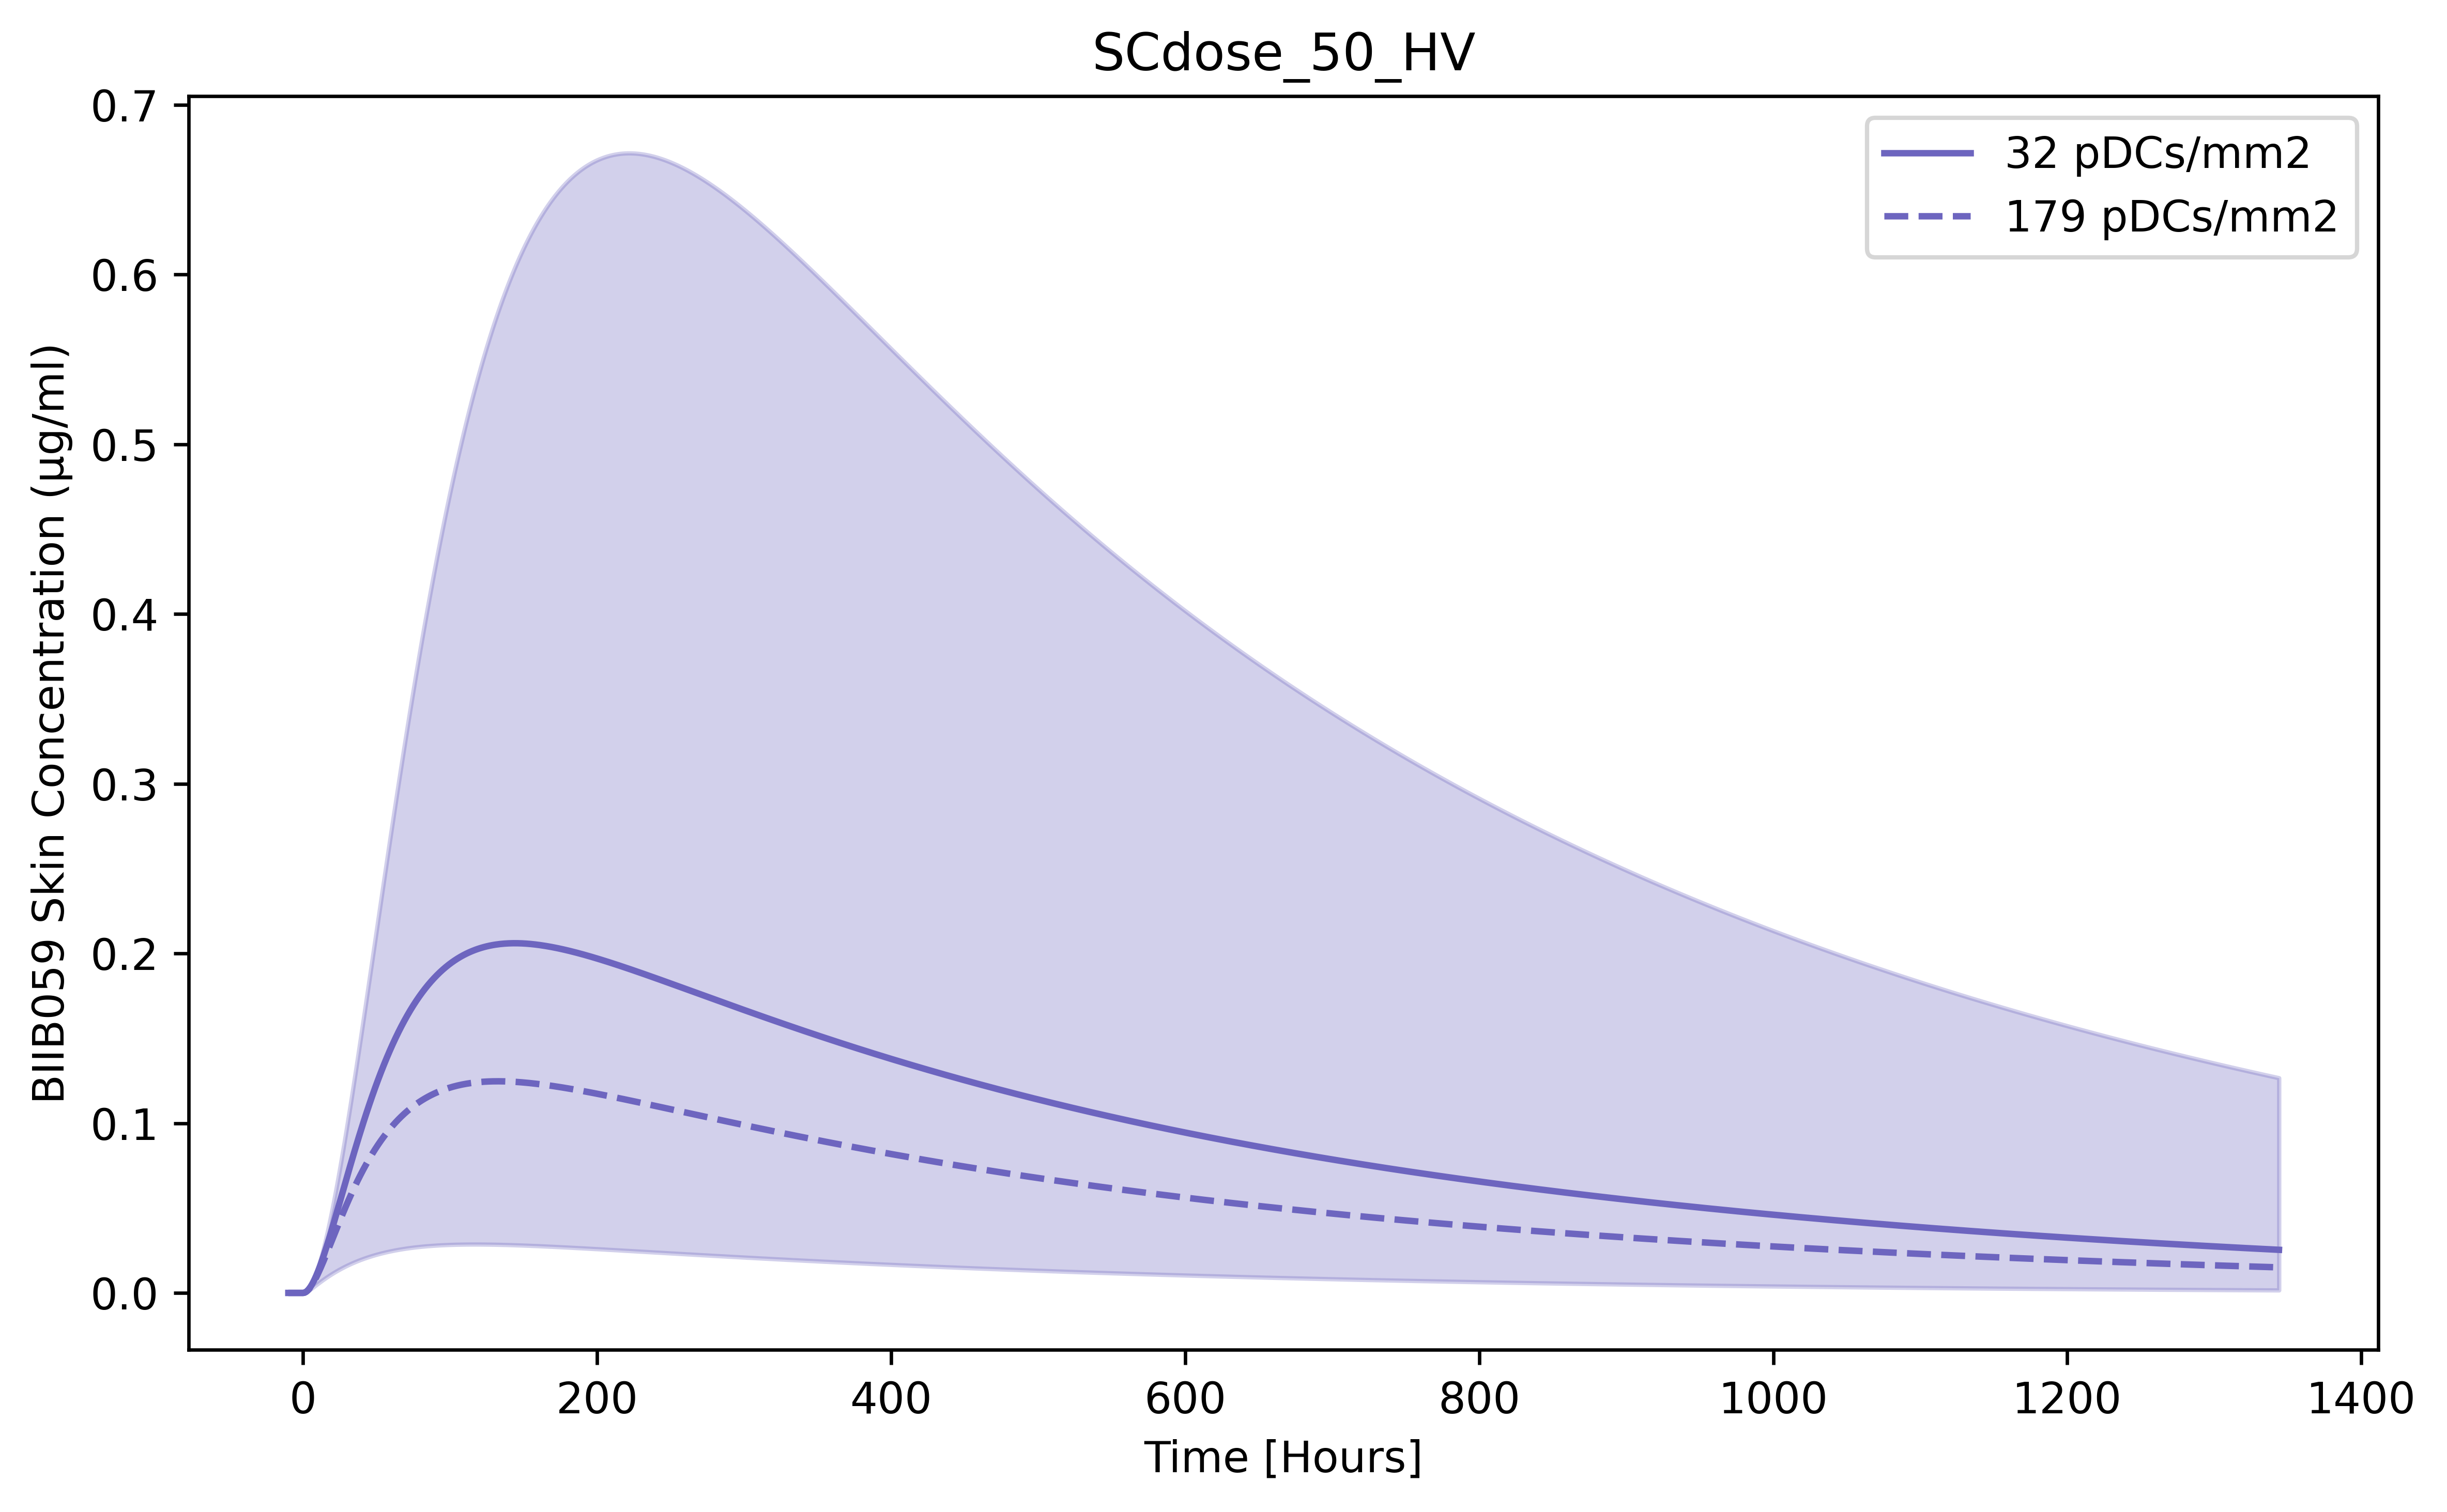 SCdose_50_HV
32 pDCs/mm2
179 pDCs/mm2
BIIB059 Skin Concentration (µg/ml)
0.7
0.6
0.5
0.4
0.3
0.2
0.1
0.0
0 200 400 600 800 1000 1200 1400
Time [Hours]